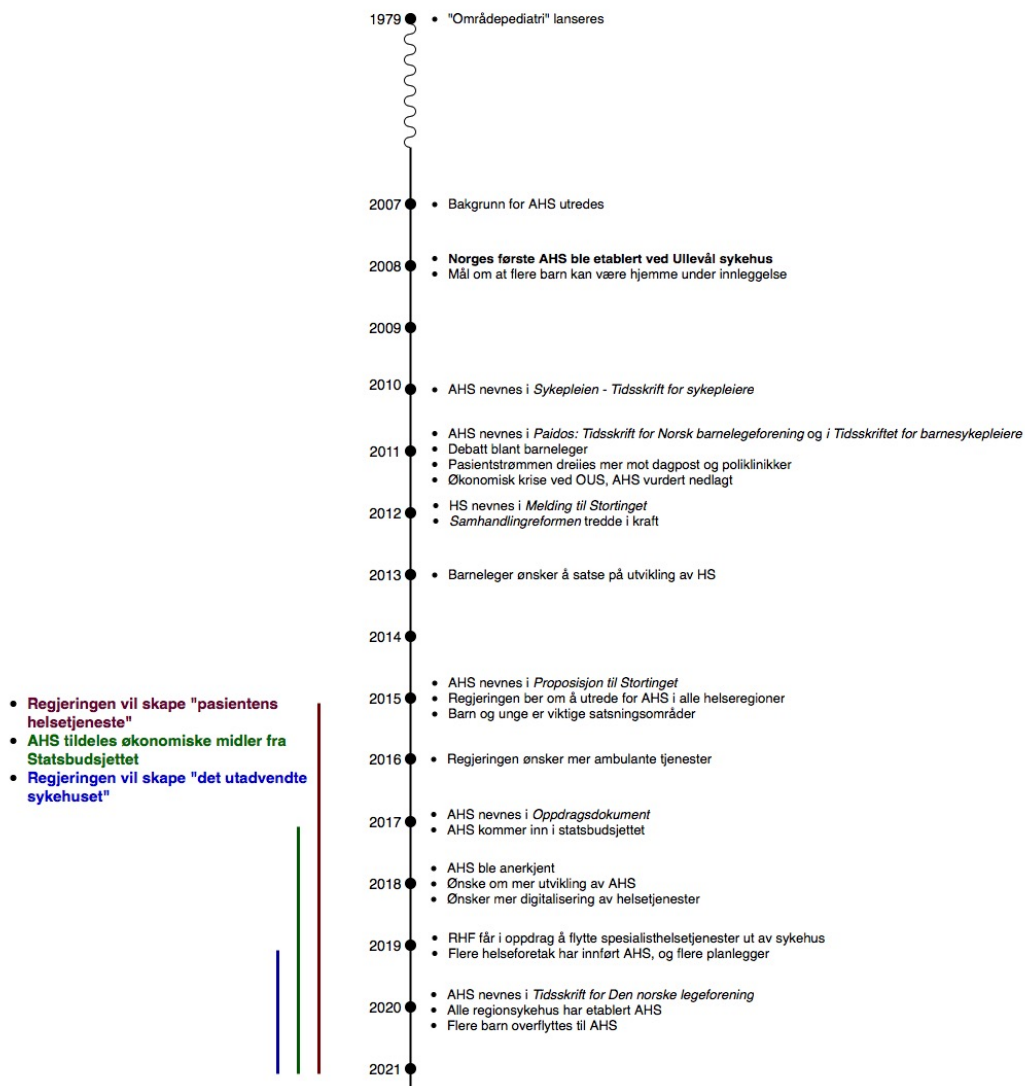 1979
"Områdepediatri" lanseres
2007
Bakgrunn for AHS utredes
2008
Norges første AHS ble etablert ved Ullevål sykehus
Mål om at flere barn kan være hjemme under innleggelse
2009
2010
AHS nevnes i Sykepleien - Tidsskrift for sykepleiere
2011
AHS nevnes i Paidos: Tidsskrift for Norsk barnelegeforening og i Tidsskriftet for barnesykepleiere
Debatt blant barneleger
Pasientstrømmen dreiies mer mot dagpost og poliklinikker
Økonomisk krise ved OUS, AHS vurdert nedlagt
2012
HS nevnes i Melding til Stortinget
Samhandlingreformen tredde i kraft
2013
Barneleger ønsker å satse på utvikling av HS
2014
2015
AHS nevnes i Proposisjon til Stortinget
Regjeringen ber om å utrede for AHS i alle helseregioner
Barn og unge er viktige satsningsområder
2016
Regjeringen ønsker mer ambulante tjenester
2017
AHS nevnes i Oppdragsdokument
AHS kommer inn i statsbudsjettet
2018
AHS ble anerkjent
Ønske om mer utvikling av AHS
Ønsker mer digitalisering av helsetjenester
2019
RHF får i oppdrag å flytte spesialisthelsetjenester ut av sykehus
Flere helseforetak har innført AHS, og flere planlegger
2020
AHS nevnes i Tidsskrift for Den norske legeforening
Alle regionsykehus har etablert AHS
Flere barn overflyttes til AHS
2021
Regjeringen vil skape "pasientens
helsetjeneste"
AHS tildeles økonomiske midler fra
Statsbudsjettet
Regjeringen vil skape "det utadvendte
sykehuset"